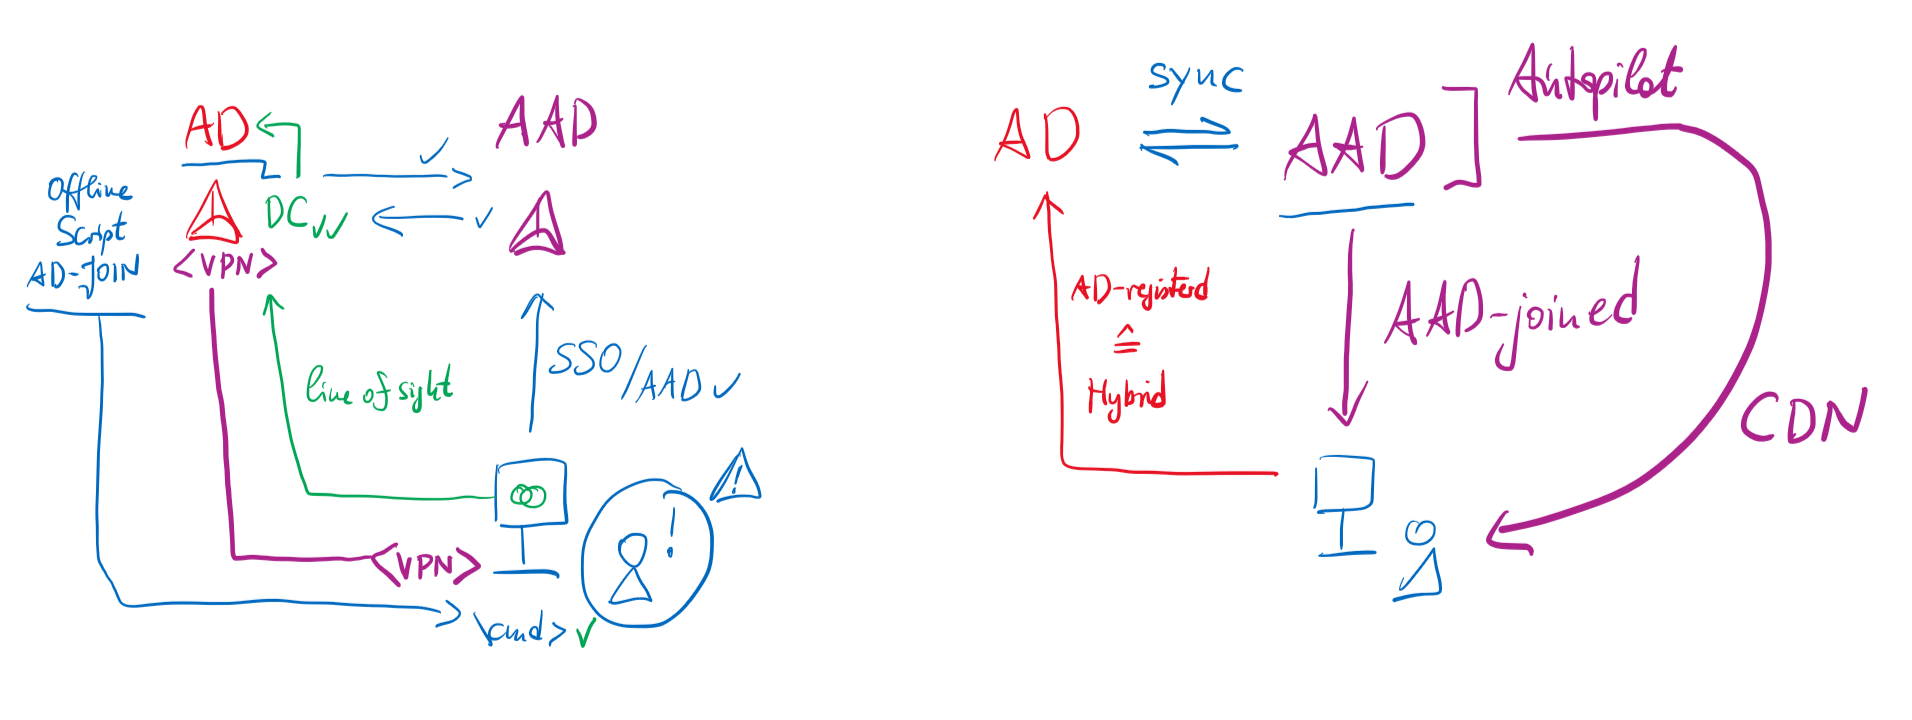 AD
AAD
Offline
Script
AD-JOIN
DC
<VPN>
line of sight
SSO/AAD
!
!
<VPN>
\cmd>
sync
AD
AAD
Autopilot
AD-registerd
≙
Hybrid
AAD-joined
CDN